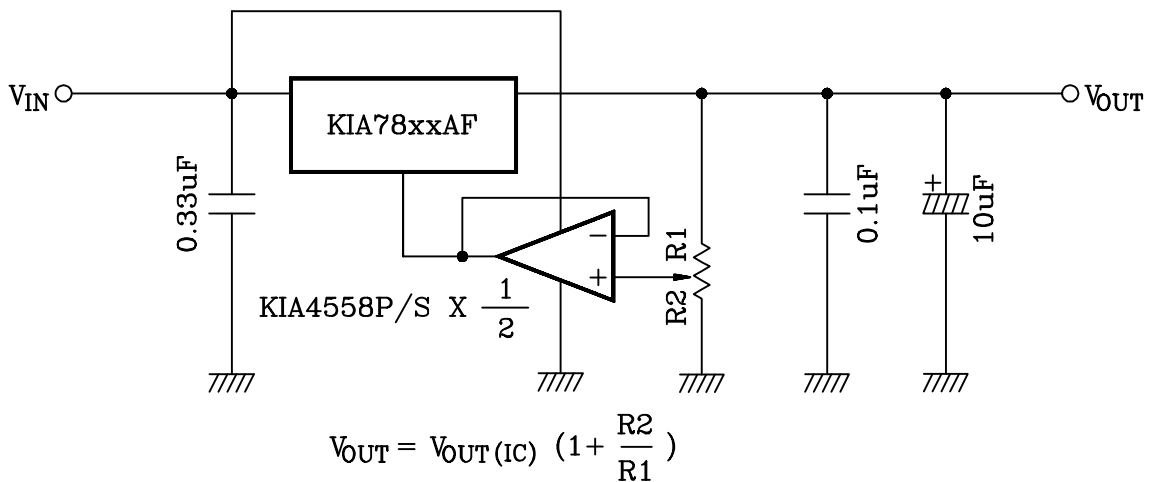 VIN
KIA78xxAF
VOUT
0.33uF
0.1uF
+
10uF
−
+
R1
R2
KIA4558P/S X 1/2
VOUT = VOUT(IC) (1+ R2/R1 )